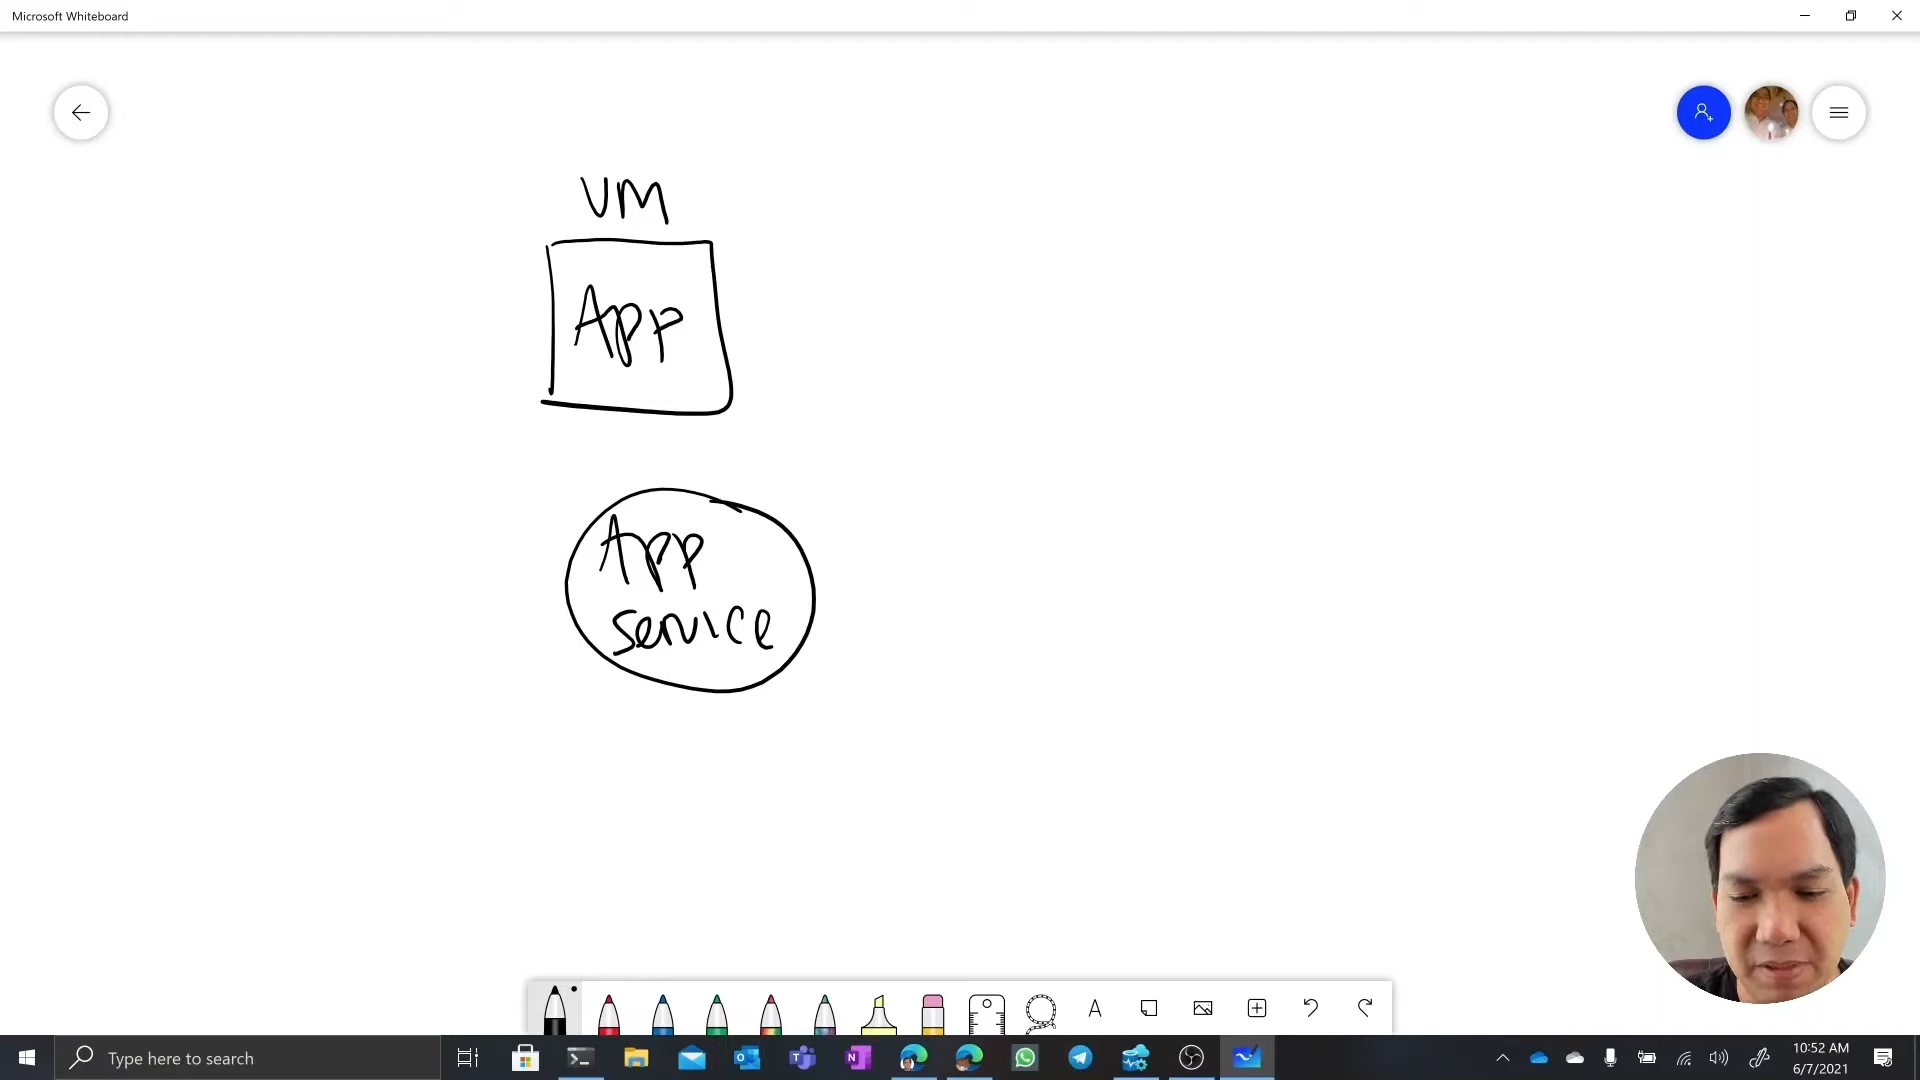 Microsoft Whiteboard
VM
App
App
service
A
Type here to search
10:52 AM
6/7/2021